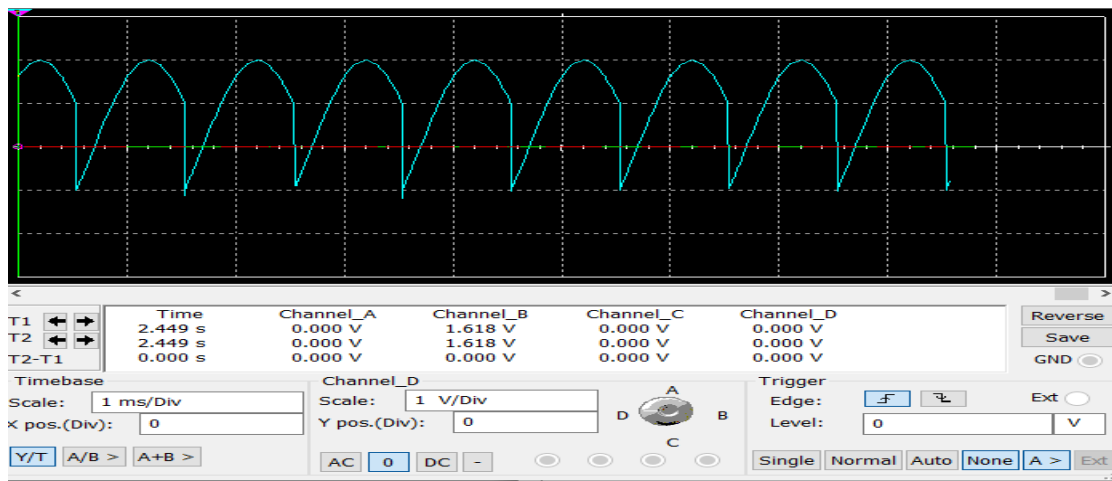 Time Channel_A Channel_B Channel_C Channel_D
T1 2.449 s 0.000 V 1.618 V 0.000 V 0.000 V
T2 2.449 s 0.000 V 1.618 V 0.000 V 0.000 V
T2-T1 0.000 s 0.000 V 0.000 V 0.000 V 0.000 V
Reverse
Save
GND
Timebase
Scale: 1 ms/Div
X pos.(Div): 0
Y/T A/B > A+B >
Channel_D
Scale: 1 V/Div
Y pos.(Div): 0
AC 0 DC -
A
D B
C
Trigger
Edge: Ext
Level: 0 V
Single Normal Auto None A > Ext